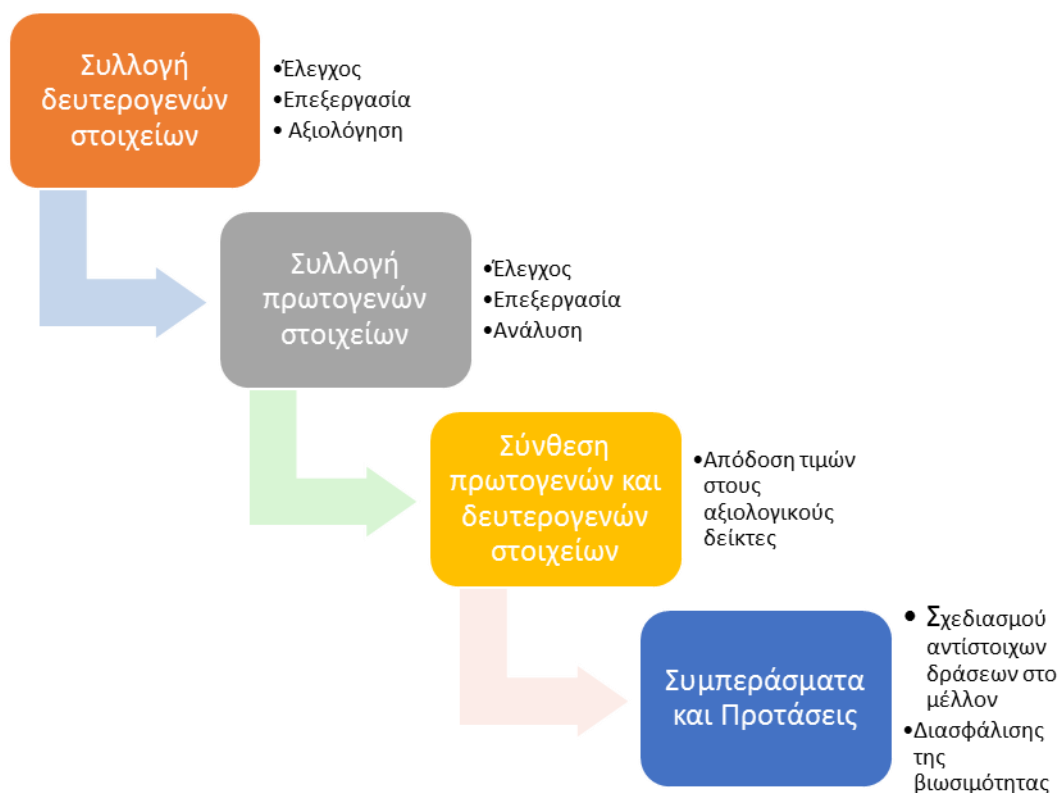 Συλλογή
δευτερογενών
στοιχείων
•Έλεγχος
•Επεξεργασία
• Αξιολόγηση
Συλλογή
πρωτογενών
στοιχείων
•Έλεγχος
•Επεξεργασία
•Ανάλυση
Σύνθεση
πρωτογενών και
δευτερογενών
στοιχείων
•Απόδοση τιμών
στους
αξιολογικούς
δείκτες
Συμπεράσματα
και Προτάσεις
• Σχεδιασμού
αντίστοιχων
δράσεων στο
μέλλον
•Διασφάλισης
της
βιωσιμότητας